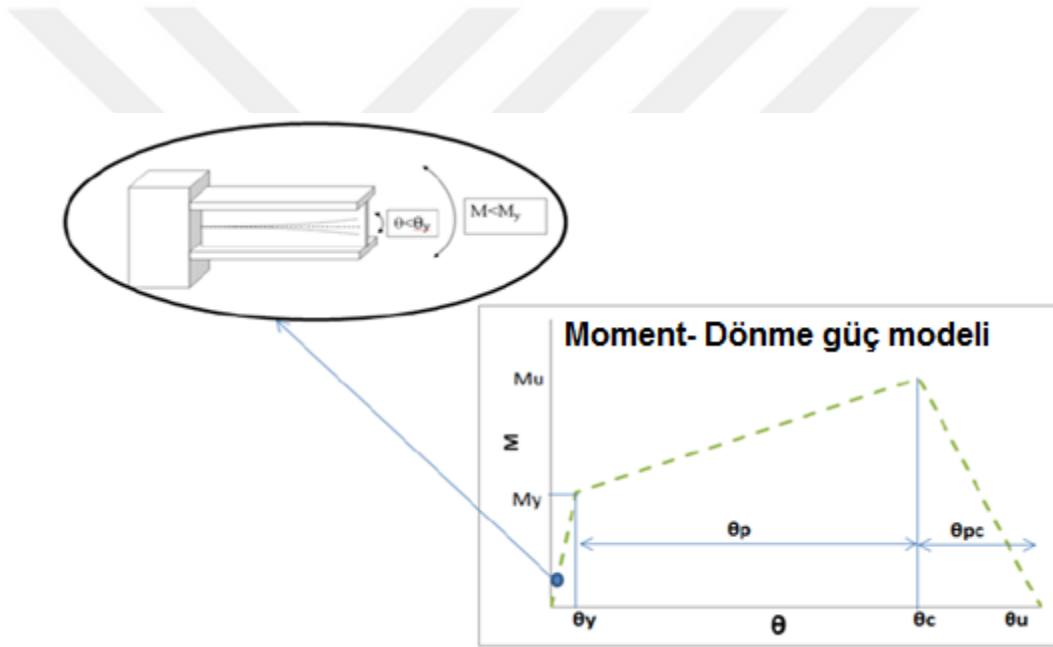 θ<θy
M<My
Moment- Dönme güç modeli
Mu
M
My
θp
θpc
θy
θ
θc
θu